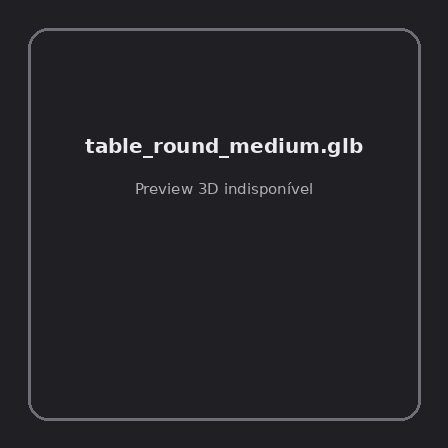 table_round_medium.glb
Preview 3D indisponível